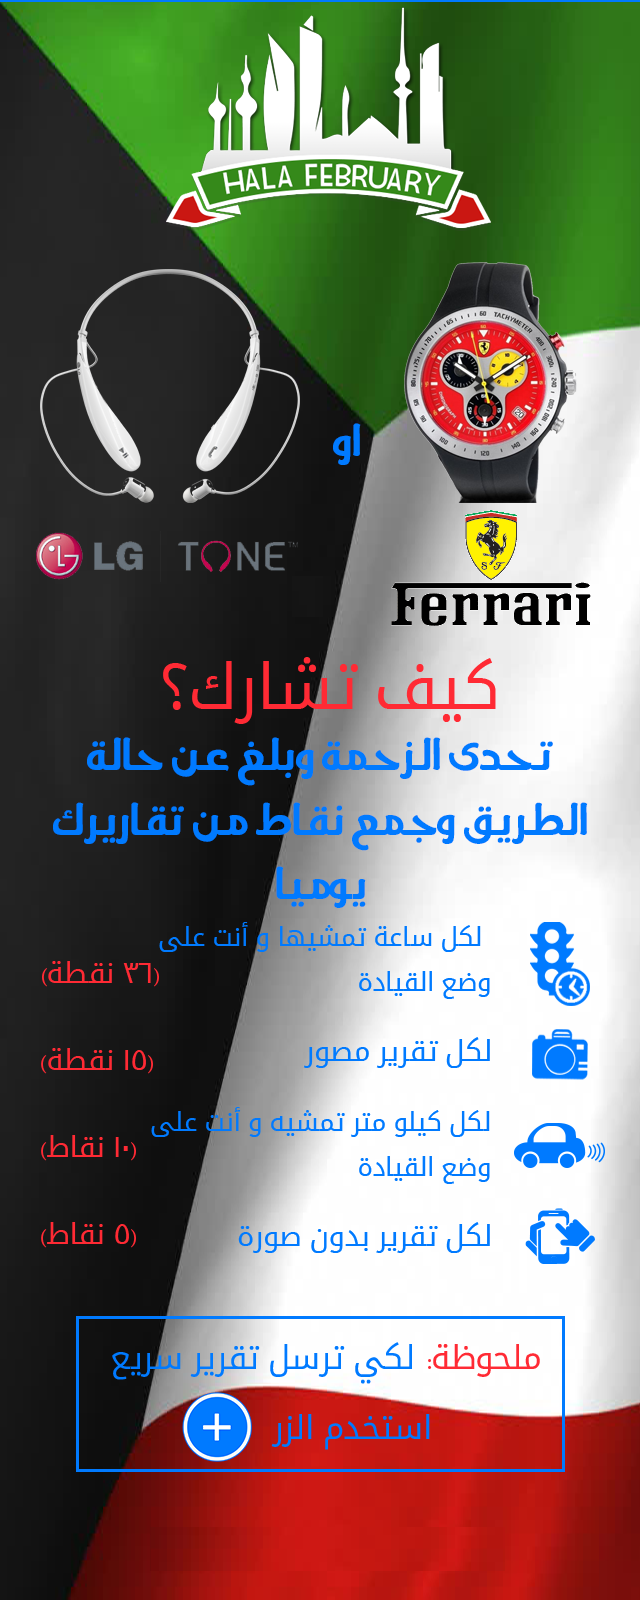 HALA FEBRUARY
او
LG TONE™
TACHYMETER
S F
Ferrari
كيف تشارك؟
تحدى الزحمة وبلغ عن حالة
الطريق وجمع نقاط من تقاريرك
يوميا
لكل ساعة تمشيها و أنت على
وضع القيادة
(٣٦ نقطة)
لكل تقرير مصور
(١٥ نقطة)
لكل كيلو متر تمشيه و أنت على
وضع القيادة
(١٠ نقاط)
لكل تقرير بدون صورة
(٥ نقاط)
ملحوظة: لكي ترسل تقرير سريع
استخدم الزر +